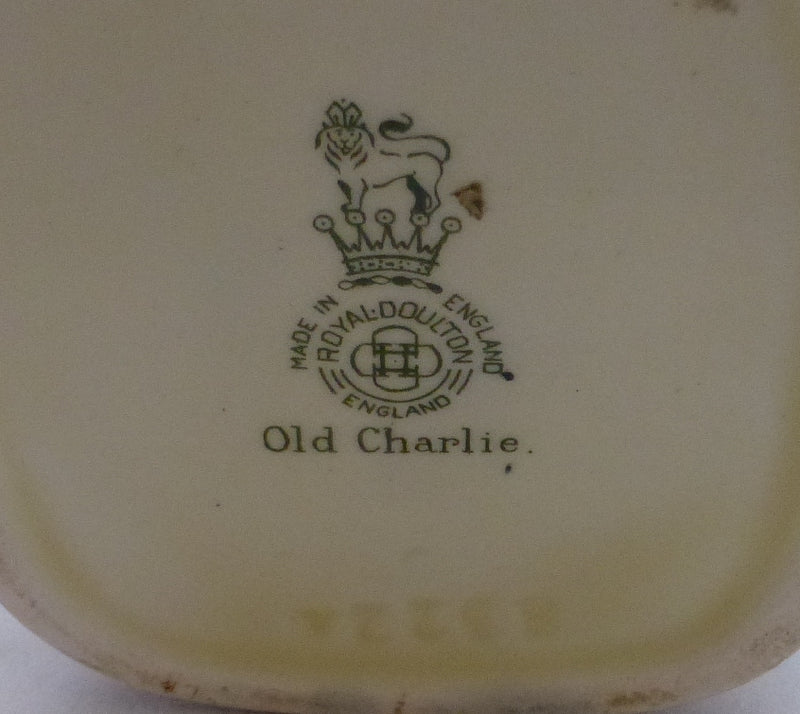 MADE IN ENGLAND
ROYAL·DOULTON
ENGLAND
Old Charlie.